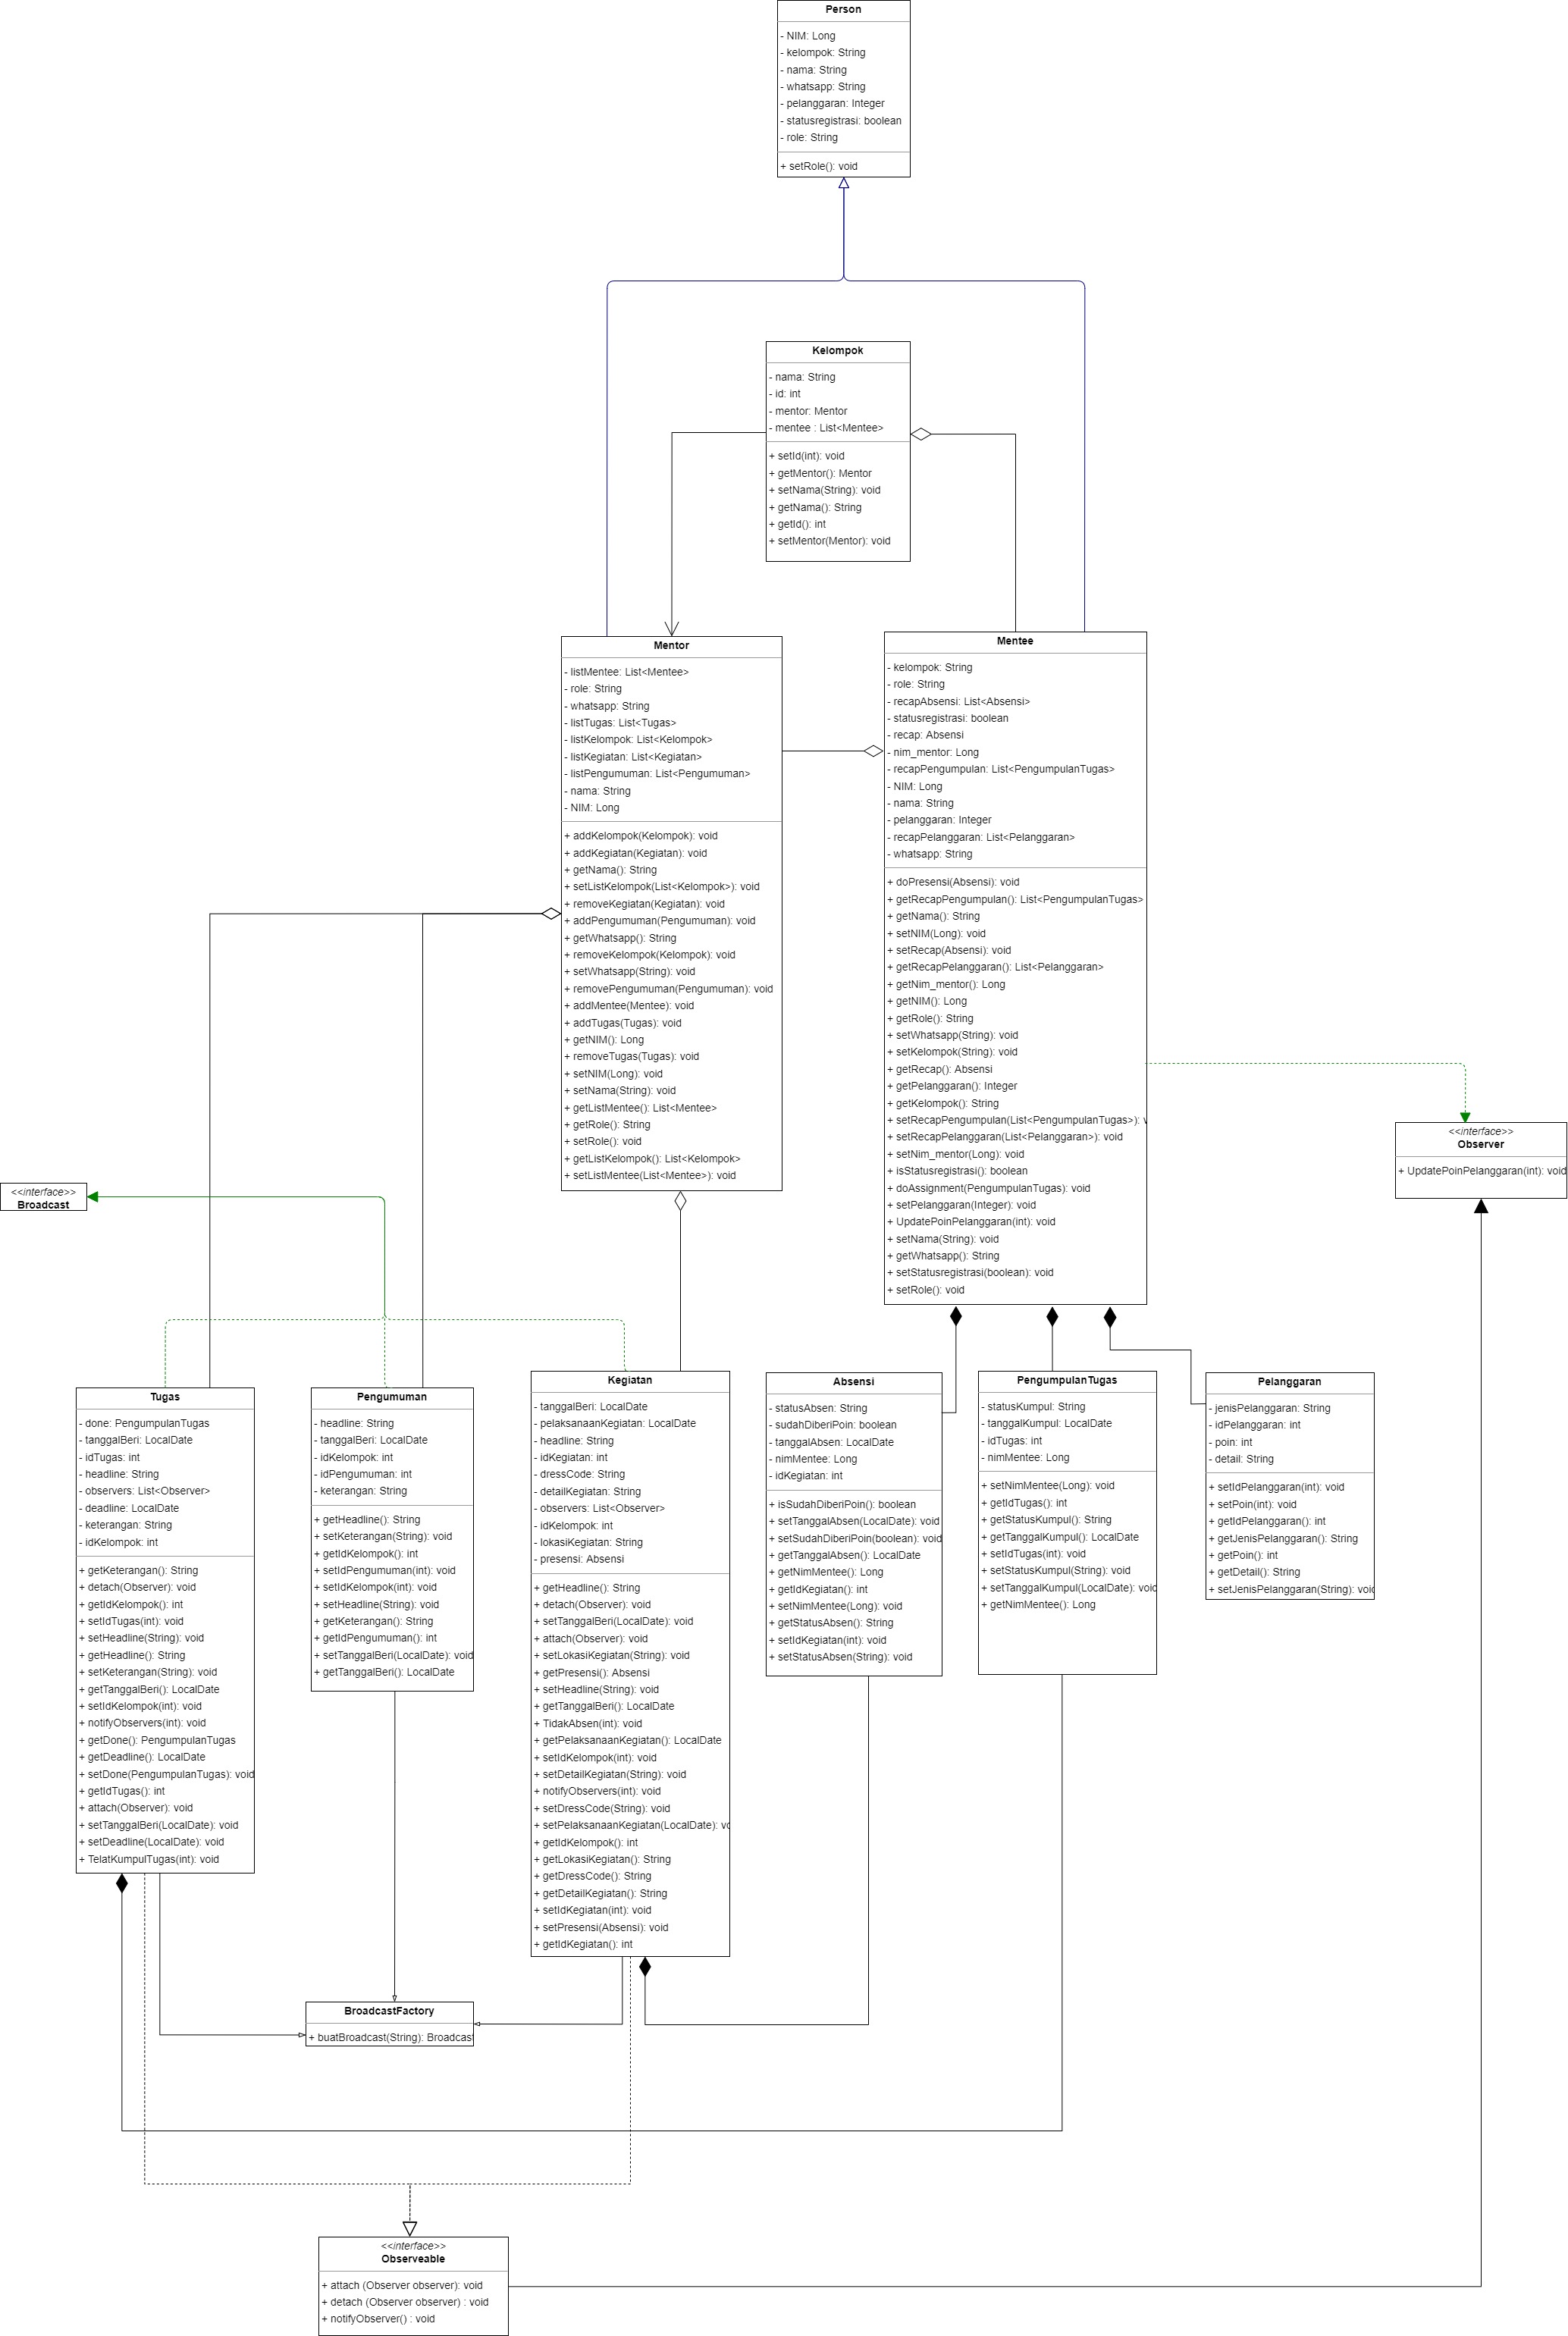 Person
- NIM: Long
- kelompok: String
- nama: String
- whatsapp: String
- pelanggaran: Integer
- statusregistrasi: boolean
- role: String
+ setRole(): void
Kelompok
- nama: String
- id: int
- mentor: Mentor
- mentee : List<Mentee>
+ setId(int): void
+ getMentor(): Mentor
+ setNama(String): void
+ getNama(): String
+ getId(): int
+ setMentor(Mentor): void
Mentor
- listMentee: List<Mentee>
- role: String
- whatsapp: String
- listTugas: List<Tugas>
- listKelompok: List<Kelompok>
- listKegiatan: List<Kegiatan>
- listPengumuman: List<Pengumuman>
- nama: String
- NIM: Long
+ addKelompok(Kelompok): void
+ addKegiatan(Kegiatan): void
+ getNama(): String
+ setListKelompok(List<Kelompok>): void
+ removeKegiatan(Kegiatan): void
+ addPengumuman(Pengumuman): void
+ getWhatsapp(): String
+ removeKelompok(Kelompok): void
+ setWhatsapp(String): void
+ removePengumuman(Pengumuman): void
+ addMentee(Mentee): void
+ addTugas(Tugas): void
+ getNIM(): Long
+ removeTugas(Tugas): void
+ setNIM(Long): void
+ setNama(String): void
+ getListMentee(): List<Mentee>
+ getRole(): String
+ setRole(): void
+ getListKelompok(): List<Kelompok>
+ setListMentee(List<Mentee>): void
Mentee
- kelompok: String
- role: String
- recapAbsensi: List<Absensi>
- statusregistrasi: boolean
- recap: Absensi
- nim_mentor: Long
- recapPengumpulan: List<PengumpulanTugas>
- NIM: Long
- nama: String
- pelanggaran: Integer
- recapPelanggaran: List<Pelanggaran>
- whatsapp: String
+ doPresensi(Absensi): void
+ getRecapPengumpulan(): List<PengumpulanTugas>
+ getNama(): String
+ setNIM(Long): void
+ setRecap(Absensi): void
+ getRecapPelanggaran(): List<Pelanggaran>
+ getNim_mentor(): Long
+ getNIM(): Long
+ getRole(): String
+ setWhatsapp(String): void
+ setKelompok(String): void
+ getRecap(): Absensi
+ getPelanggaran(): Integer
+ getKelompok(): String
+ setRecapPengumpulan(List<PengumpulanTugas>): v
+ setRecapPelanggaran(List<Pelanggaran>): void
+ setNim_mentor(Long): void
+ isStatusregistrasi(): boolean
+ doAssignment(PengumpulanTugas): void
+ setPelanggaran(Integer): void
+ UpdatePoinPelanggaran(int): void
+ setNama(String): void
+ getWhatsapp(): String
+ setStatusregistrasi(boolean): void
+ setRole(): void
<<interface>>
Observer
+ UpdatePoinPelanggaran(int): void
<<interface>>
Broadcast
Tugas
- done: PengumpulanTugas
- tanggalBeri: LocalDate
- idTugas: int
- headline: String
- observers: List<Observer>
- deadline: LocalDate
- keterangan: String
- idKelompok: int
+ getKeterangan(): String
+ detach(Observer): void
+ getIdKelompok(): int
+ setIdTugas(int): void
+ setHeadline(String): void
+ getHeadline(): String
+ setKeterangan(String): void
+ getTanggalBeri(): LocalDate
+ setIdKelompok(int): void
+ notifyObservers(int): void
+ getDone(): PengumpulanTugas
+ getDeadline(): LocalDate
+ setDone(PengumpulanTugas): void
+ getIdTugas(): int
+ attach(Observer): void
+ setTanggalBeri(LocalDate): void
+ setDeadline(LocalDate): void
+ TelatKumpulTugas(int): void
Pengumuman
- headline: String
- tanggalBeri: LocalDate
- idKelompok: int
- idPengumuman: int
- keterangan: String
+ getHeadline(): String
+ setKeterangan(String): void
+ getIdKelompok(): int
+ setIdPengumuman(int): void
+ setIdKelompok(int): void
+ setHeadline(String): void
+ getKeterangan(): String
+ getIdPengumuman(): int
+ setTanggalBeri(LocalDate): void
+ getTanggalBeri(): LocalDate
Kegiatan
- tanggalBeri: LocalDate
- pelaksanaanKegiatan: LocalDate
- headline: String
- idKegiatan: int
- dressCode: String
- detailKegiatan: String
- observers: List<Observer>
- idKelompok: int
- lokasiKegiatan: String
- presensi: Absensi
+ getHeadline(): String
+ detach(Observer): void
+ setTanggalBeri(LocalDate): void
+ attach(Observer): void
+ setLokasiKegiatan(String): void
+ getPresensi(): Absensi
+ setHeadline(String): void
+ getTanggalBeri(): LocalDate
+ TidakAbsen(int): void
+ getPelaksanaanKegiatan(): LocalDate
+ setIdKelompok(int): void
+ setDetailKegiatan(String): void
+ notifyObservers(int): void
+ setDressCode(String): void
+ setPelaksanaanKegiatan(LocalDate): vo
+ getIdKelompok(): int
+ getLokasiKegiatan(): String
+ getDressCode(): String
+ getDetailKegiatan(): String
+ setIdKegiatan(int): void
+ setPresensi(Absensi): void
+ getIdKegiatan(): int
Absensi
- statusAbsen: String
- sudahDiberiPoin: boolean
- tanggalAbsen: LocalDate
- nimMentee: Long
- idKegiatan: int
+ isSudahDiberiPoin(): boolean
+ setTanggalAbsen(LocalDate): void
+ setSudahDiberiPoin(boolean): void
+ getTanggalAbsen(): LocalDate
+ getNimMentee(): Long
+ getIdKegiatan(): int
+ setNimMentee(Long): void
+ getStatusAbsen(): String
+ setIdKegiatan(int): void
+ setStatusAbsen(String): void
PengumpulanTugas
- statusKumpul: String
- tanggalKumpul: LocalDate
- idTugas: int
- nimMentee: Long
+ setNimMentee(Long): void
+ getIdTugas(): int
+ getStatusKumpul(): String
+ getTanggalKumpul(): LocalDate
+ setIdTugas(int): void
+ setStatusKumpul(String): void
+ setTanggalKumpul(LocalDate): void
+ getNimMentee(): Long
Pelanggaran
- jenisPelanggaran: String
- idPelanggaran: int
- poin: int
- detail: String
+ setIdPelanggaran(int): void
+ setPoin(int): void
+ getIdPelanggaran(): int
+ getJenisPelanggaran(): String
+ getPoin(): int
+ getDetail(): String
+ setJenisPelanggaran(String): void
BroadcastFactory
+ buatBroadcast(String): Broadcast
<<interface>>
Observeable
+ attach (Observer observer): void
+ detach (Observer observer) : void
+ notifyObserver() : void